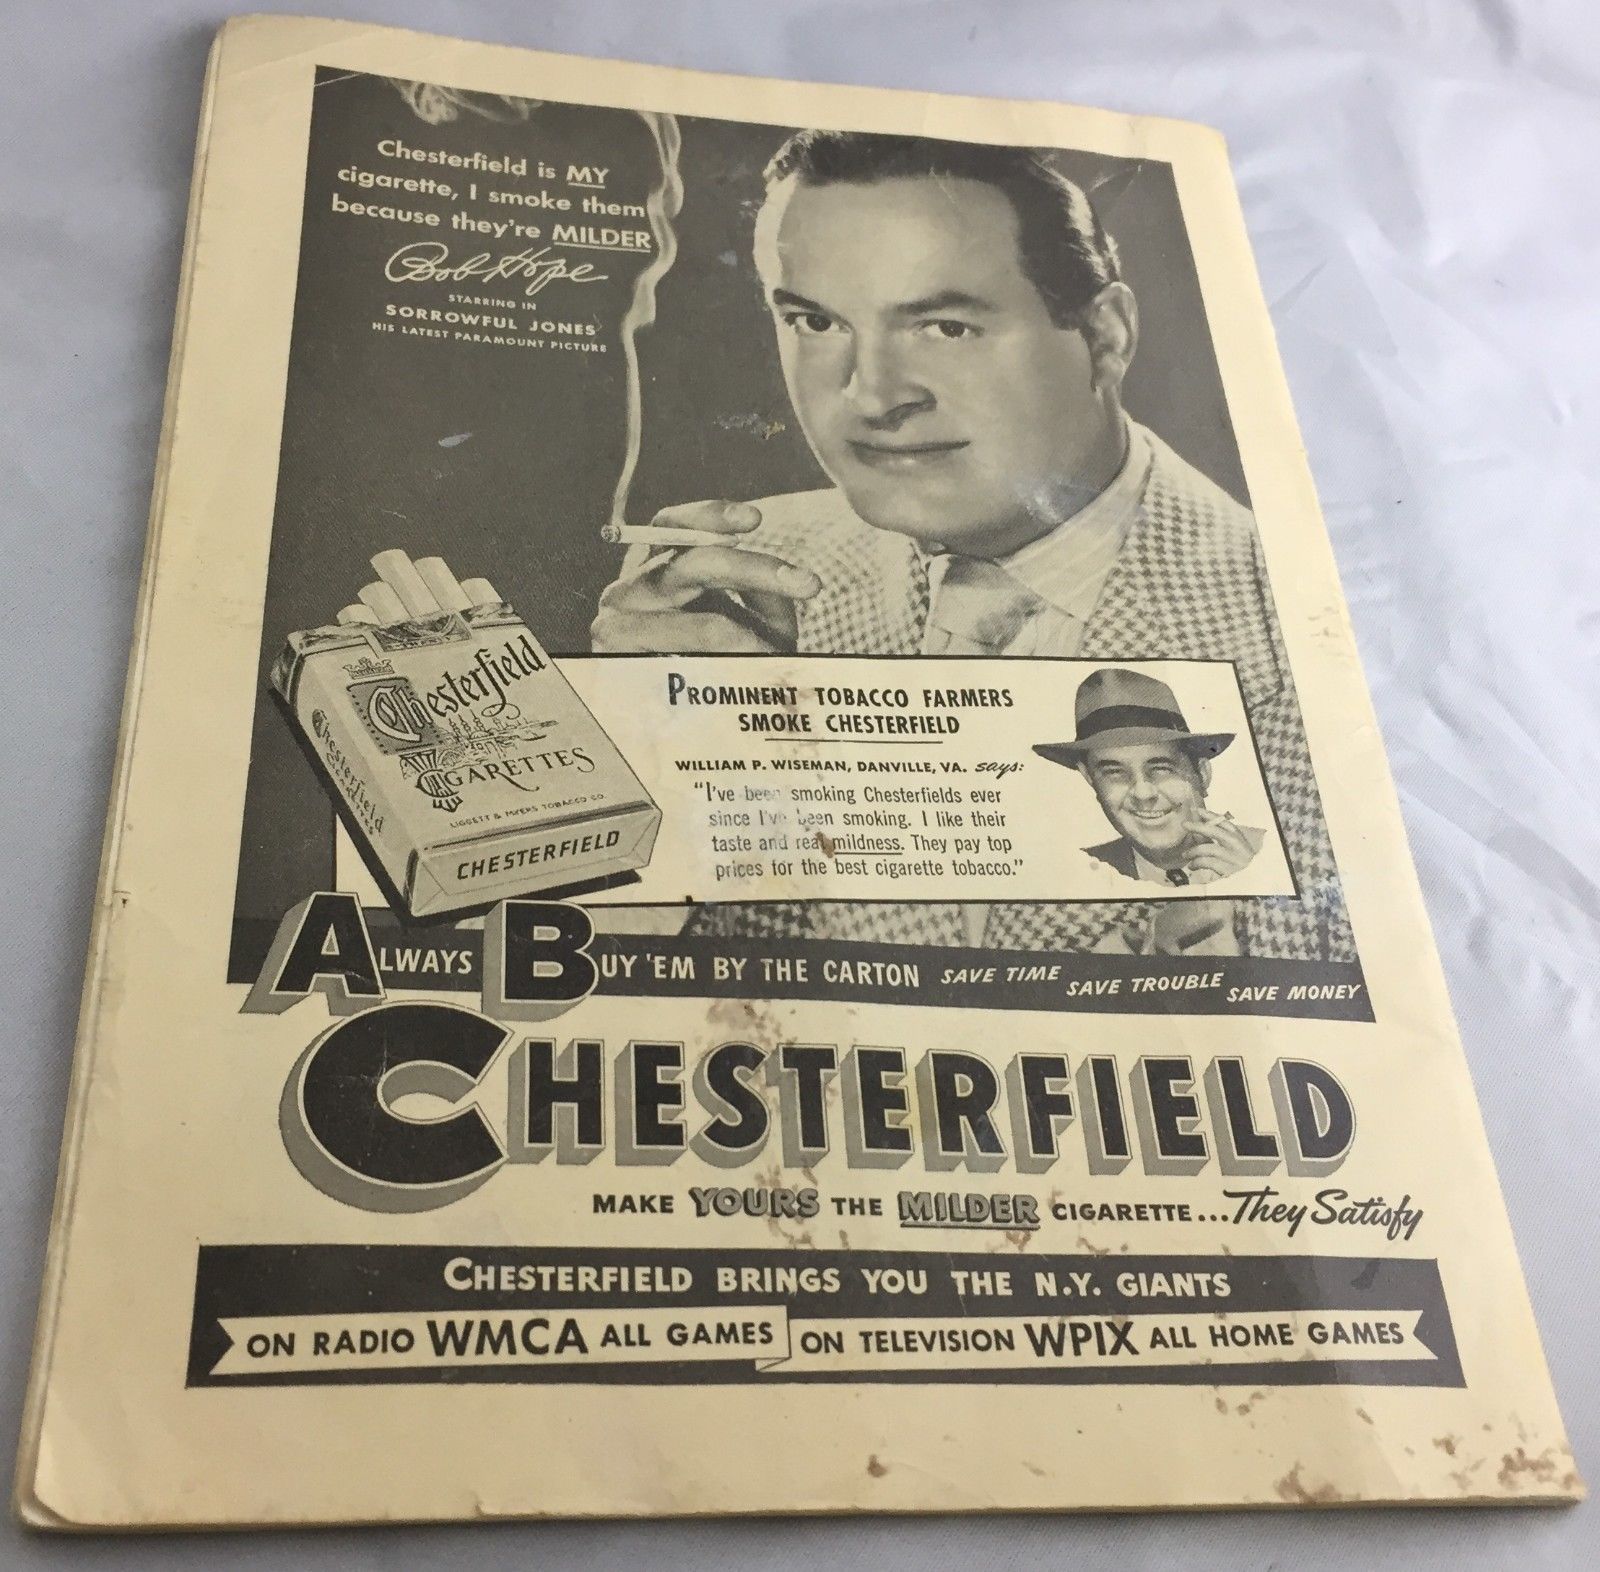 Chesterfield is MY
cigarette, I smoke them
because they're MILDER
Bob Hope
STARRING IN
SORROWFUL JONES
HIS LATEST PARAMOUNT PICTURE
Chesterfield
CIGARETTES
LIGGETT & MYERS TOBACCO CO.
CHESTERFIELD
Chesterfield
CIGARETTES
PROMINENT TOBACCO FARMERS
SMOKE CHESTERFIELD
WILLIAM P. WISEMAN, DANVILLE, VA. says:
"I've been smoking Chesterfields ever
since I've been smoking. I like their
taste and real mildness. They pay top
prices for the best cigarette tobacco."
ALWAYS BUY 'EM BY THE CARTON SAVE TIME SAVE TROUBLE SAVE MONEY
CHESTERFIELD
MAKE YOURS THE MILDER CIGARETTE...They Satisfy
CHESTERFIELD BRINGS YOU THE N.Y. GIANTS
ON RADIO WMCA ALL GAMES ON TELEVISION WPIX ALL HOME GAMES